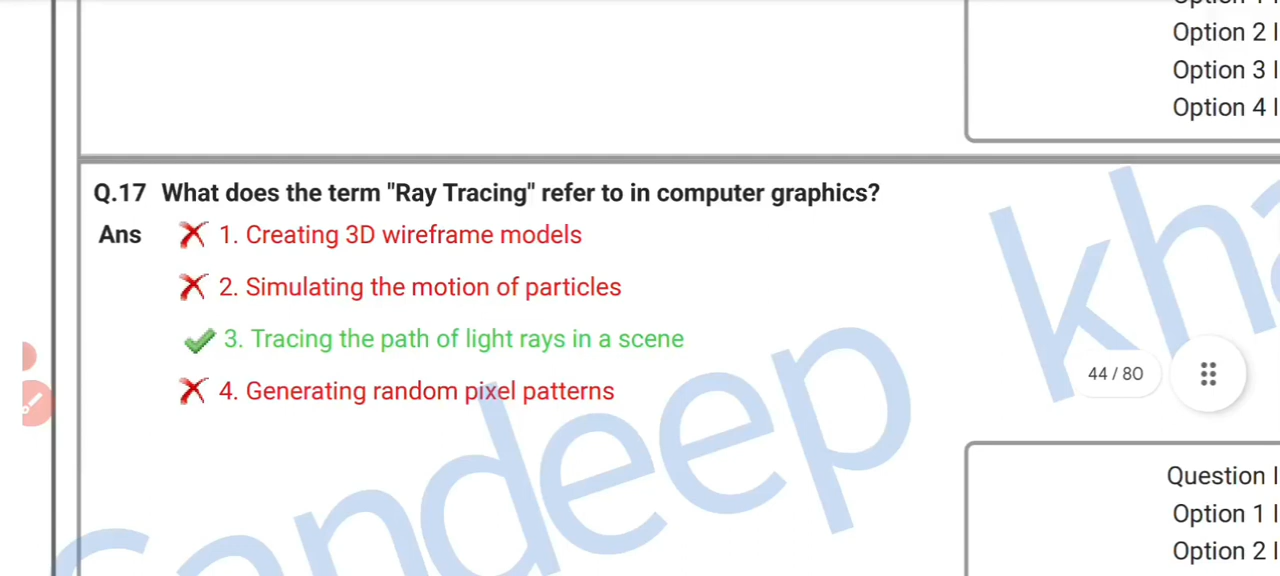 Option 2 I
Option 3 I
Option 4 I
Q.17 What does the term "Ray Tracing" refer to in computer graphics?
Ans 1. Creating 3D wireframe models
2. Simulating the motion of particles
3. Tracing the path of light rays in a scene
4. Generating random pixel patterns
44 / 80
Sandeep kha
Question I
Option 1 I
Option 2 I